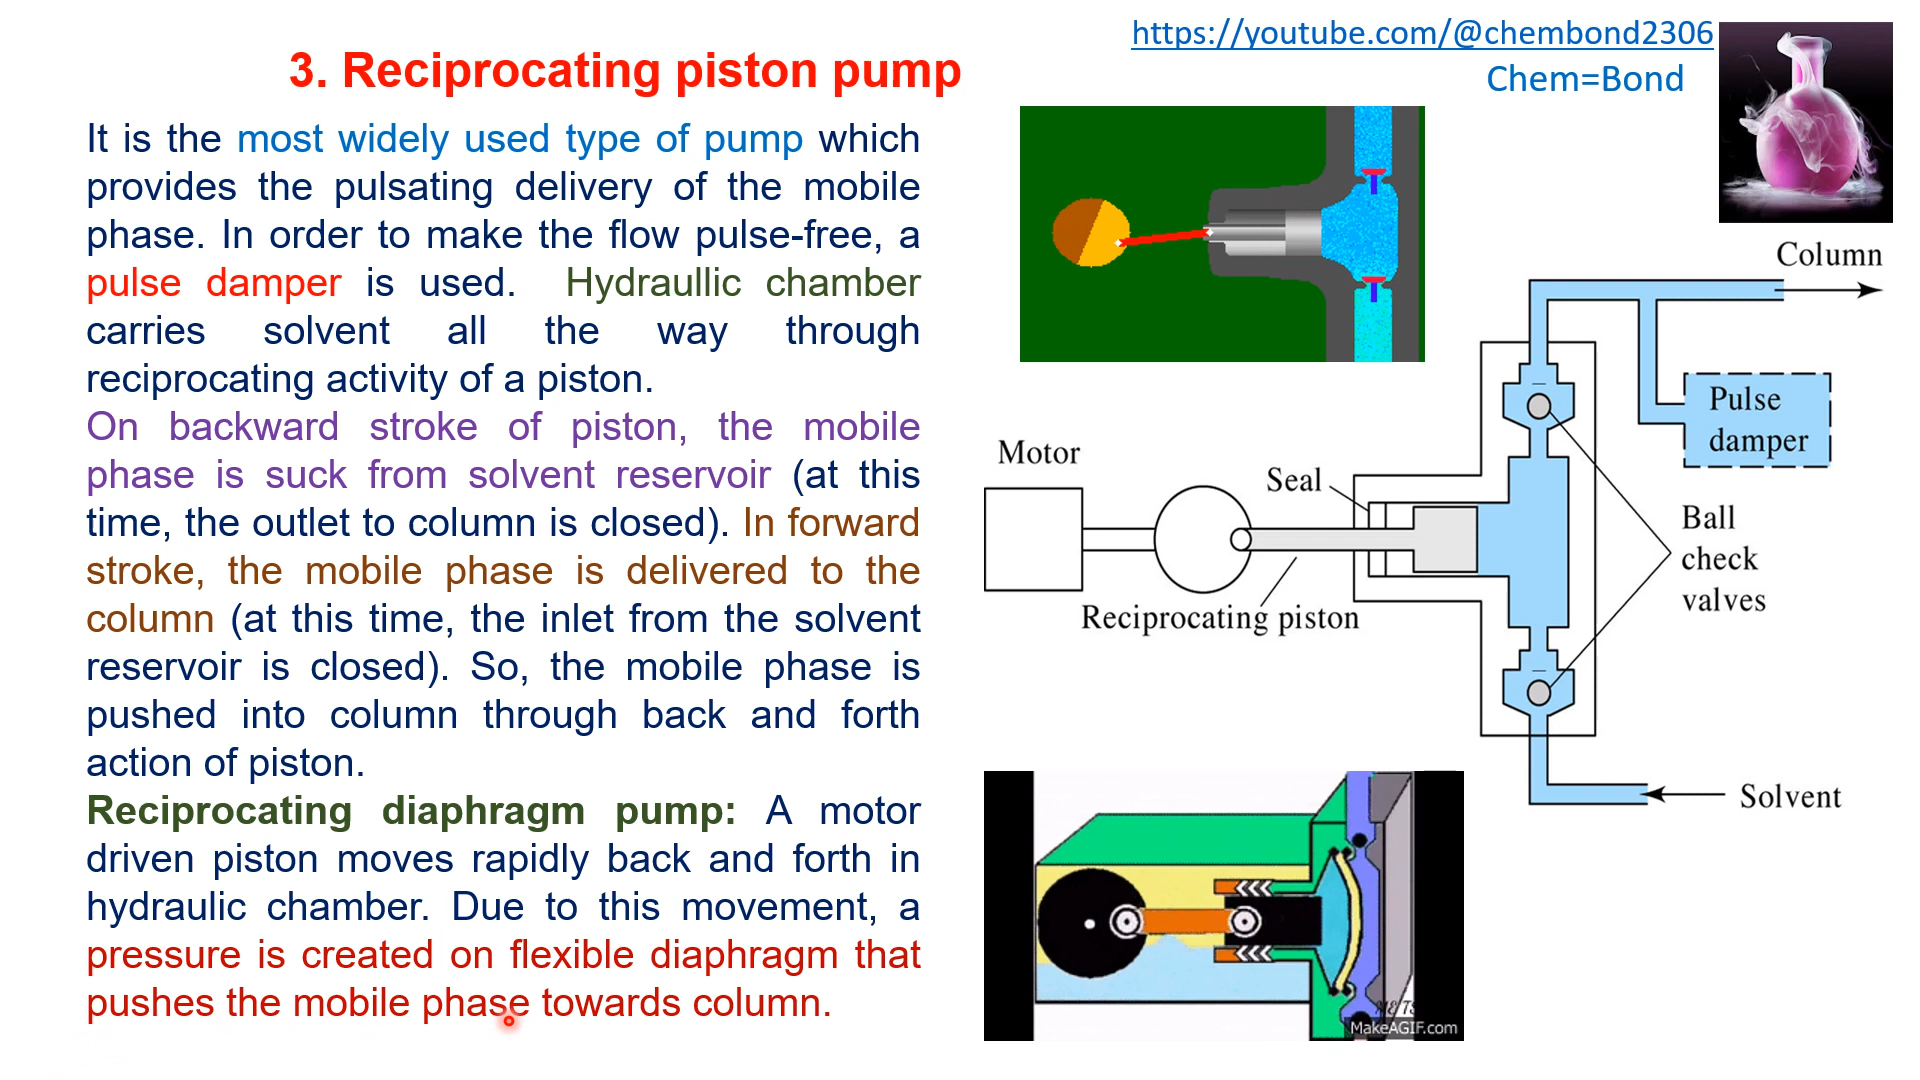 https://youtube.com/@chembond2306
Chem=Bond
3. Reciprocating piston pump
It is the most widely used type of pump which
provides the pulsating delivery of the mobile
phase. In order to make the flow pulse-free, a
pulse damper is used. Hydraullic chamber
carries solvent all the way through
reciprocating activity of a piston.
On backward stroke of piston, the mobile
phase is suck from solvent reservoir (at this
time, the outlet to column is closed). In forward
stroke, the mobile phase is delivered to the
column (at this time, the inlet from the solvent
reservoir is closed). So, the mobile phase is
pushed into column through back and forth
action of piston.
Reciprocating diaphragm pump: A motor
driven piston moves rapidly back and forth in
hydraulic chamber. Due to this movement, a
pressure is created on flexible diaphragm that
pushes the mobile phase towards column.
Column
Pulse
damper
Motor
Seal
Ball
check
valves
Reciprocating piston
Solvent
MakeAGIF.com